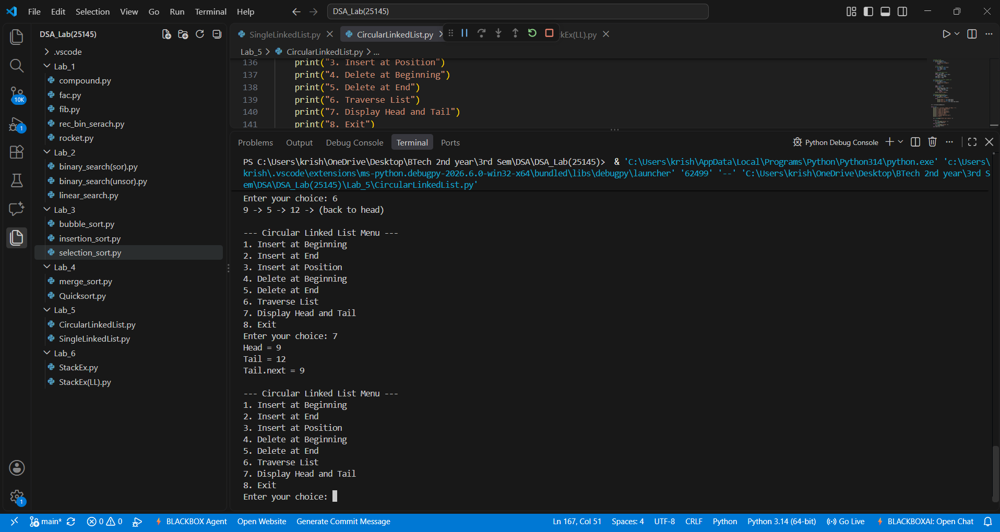 File Edit Selection View Go Run Terminal Help
DSA_Lab(25145)
DSA_Lab(25145)
.vscode
Lab_1
compound.py
fac.py
fib.py
rec_bin_serach.py
rocket.py
Lab_2
binary_search(sor).py
binary_search(unsor).py
linear_search.py
Lab_3
bubble_sort.py
insertion_sort.py
selection_sort.py
Lab_4
merge_sort.py
Quicksort.py
Lab_5
CircularLinkedList.py
SingleLinkedList.py
Lab_6
StackEx.py
StackEx(LL).py
10K
1
1
SingleLinkedList.py CircularLinkedList.py kEx(LL).py
Lab_5 > CircularLinkedList.py > ...
136 print("3. Insert at Position")
137 print("4. Delete at Beginning")
138 print("5. Delete at End")
139 print("6. Traverse List")
140 print("7. Display Head and Tail")
141 print("8. Exit")
Problems Output Debug Console Terminal Ports
Python Debug Console
PS C:\Users\krish\OneDrive\Desktop\BTech 2nd year\3rd Sem\DSA\DSA_Lab(25145)> & 'C:\Users\krish\AppData\Local\Programs\Python\Python314\python.exe' 'c:\Users\
krish\.vscode\extensions\ms-python.debugpy-2026.6.0-win32-x64\bundled\libs\debugpy\launcher' '62499' '--' 'C:\Users\krish\OneDrive\Desktop\BTech 2nd year\3rd S
em\DSA\DSA_Lab(25145)\Lab_5\CircularLinkedList.py'
Enter your choice: 6
9 -> 5 -> 12 -> (back to head)
--- Circular Linked List Menu ---
1. Insert at Beginning
2. Insert at End
3. Insert at Position
4. Delete at Beginning
5. Delete at End
6. Traverse List
7. Display Head and Tail
8. Exit
Enter your choice: 7
Head = 9
Tail = 12
Tail.next = 9
--- Circular Linked List Menu ---
1. Insert at Beginning
2. Insert at End
3. Insert at Position
4. Delete at Beginning
5. Delete at End
6. Traverse List
7. Display Head and Tail
8. Exit
Enter your choice:
main* 0 0 BLACKBOX Agent Open Website Generate Commit Message
Ln 167, Col 51 Spaces: 4 UTF-8 CRLF Python Python 3.14 (64-bit) Go Live BLACKBOXAI: Open Chat